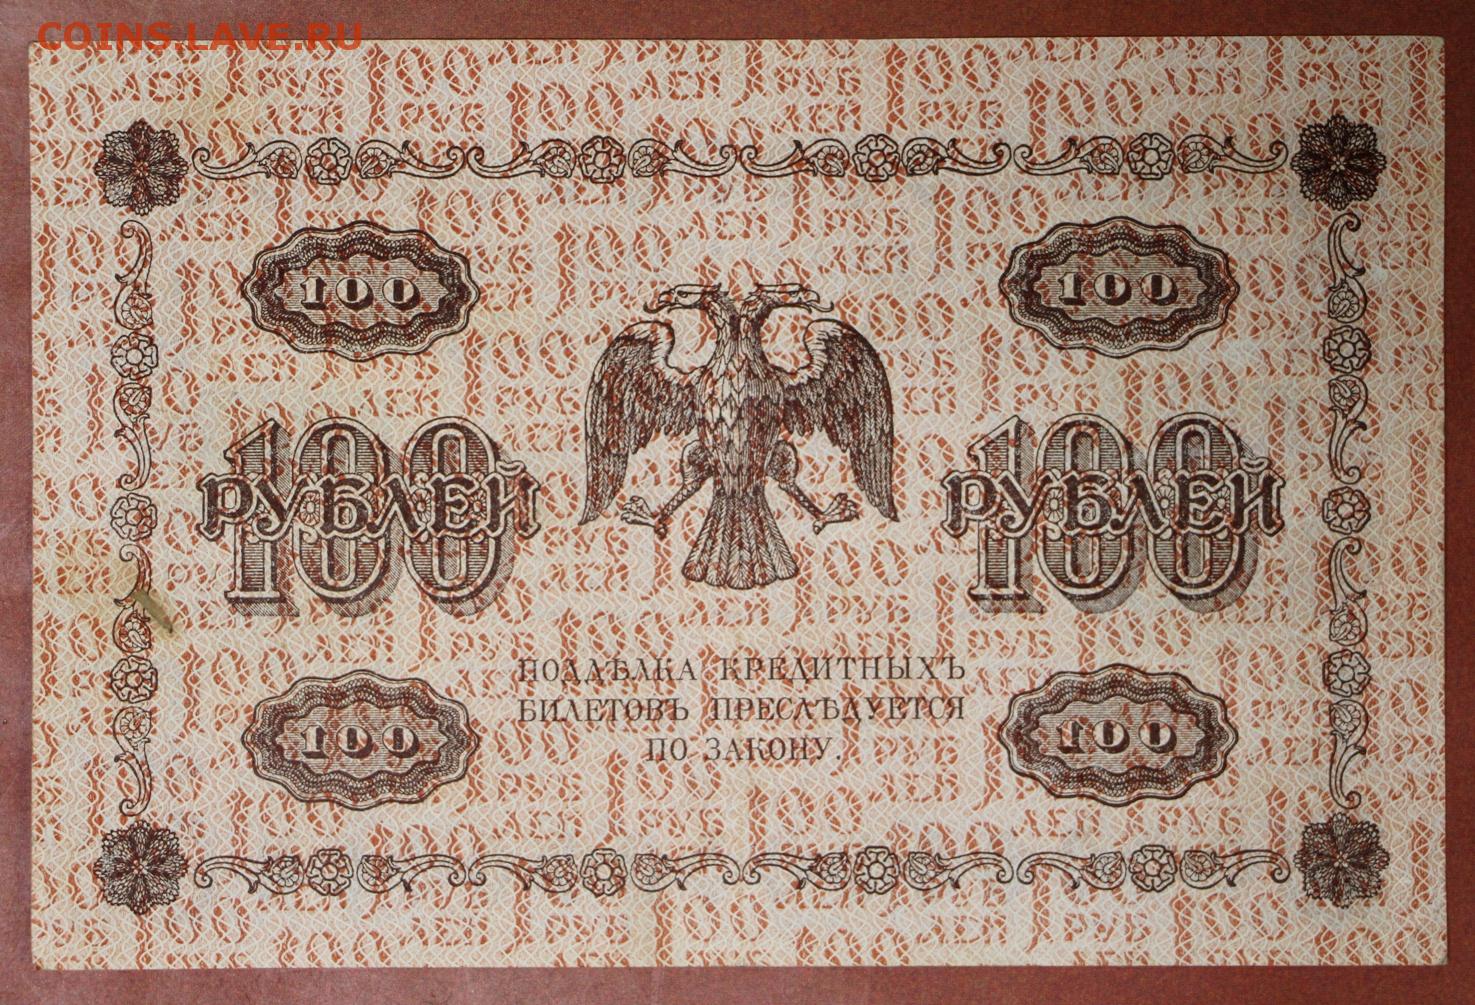 COINS.LAVE.RU
100
100
100
РУБЛЕЙ
100
РУБЛЕЙ
ПОДДѢЛКА КРЕДИТНЫХЪ
БИЛЕТОВЪ ПРЕСЛѢДУЕТСЯ
ПО ЗАКОНУ.
100
100